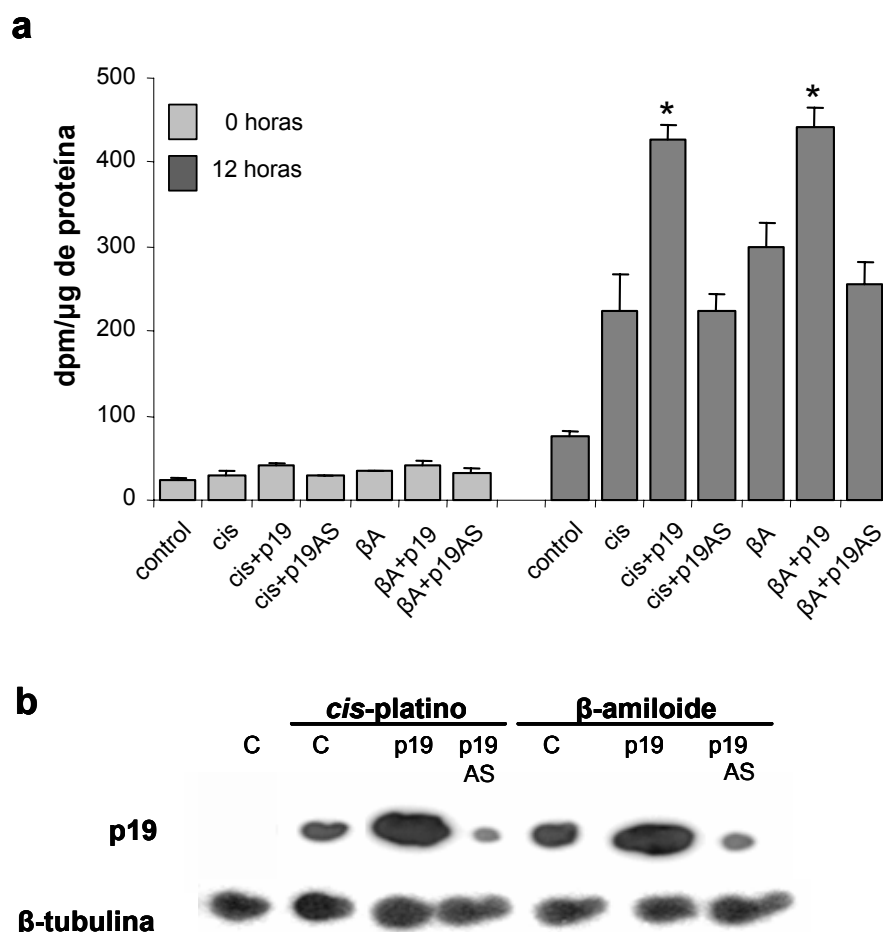 a
500
400
300
200
100
0
dpm/µg de proteína
0 horas
12 horas
*
*
control
cis
cis+p19
cis+p19AS
βA
βA+p19
βA+p19AS
control
cis
cis+p19
cis+p19AS
βA
βA+p19
βA+p19AS
b
cis-platino β-amiloide
C C p19 p19 AS C p19 p19 AS
p19
β-tubulina